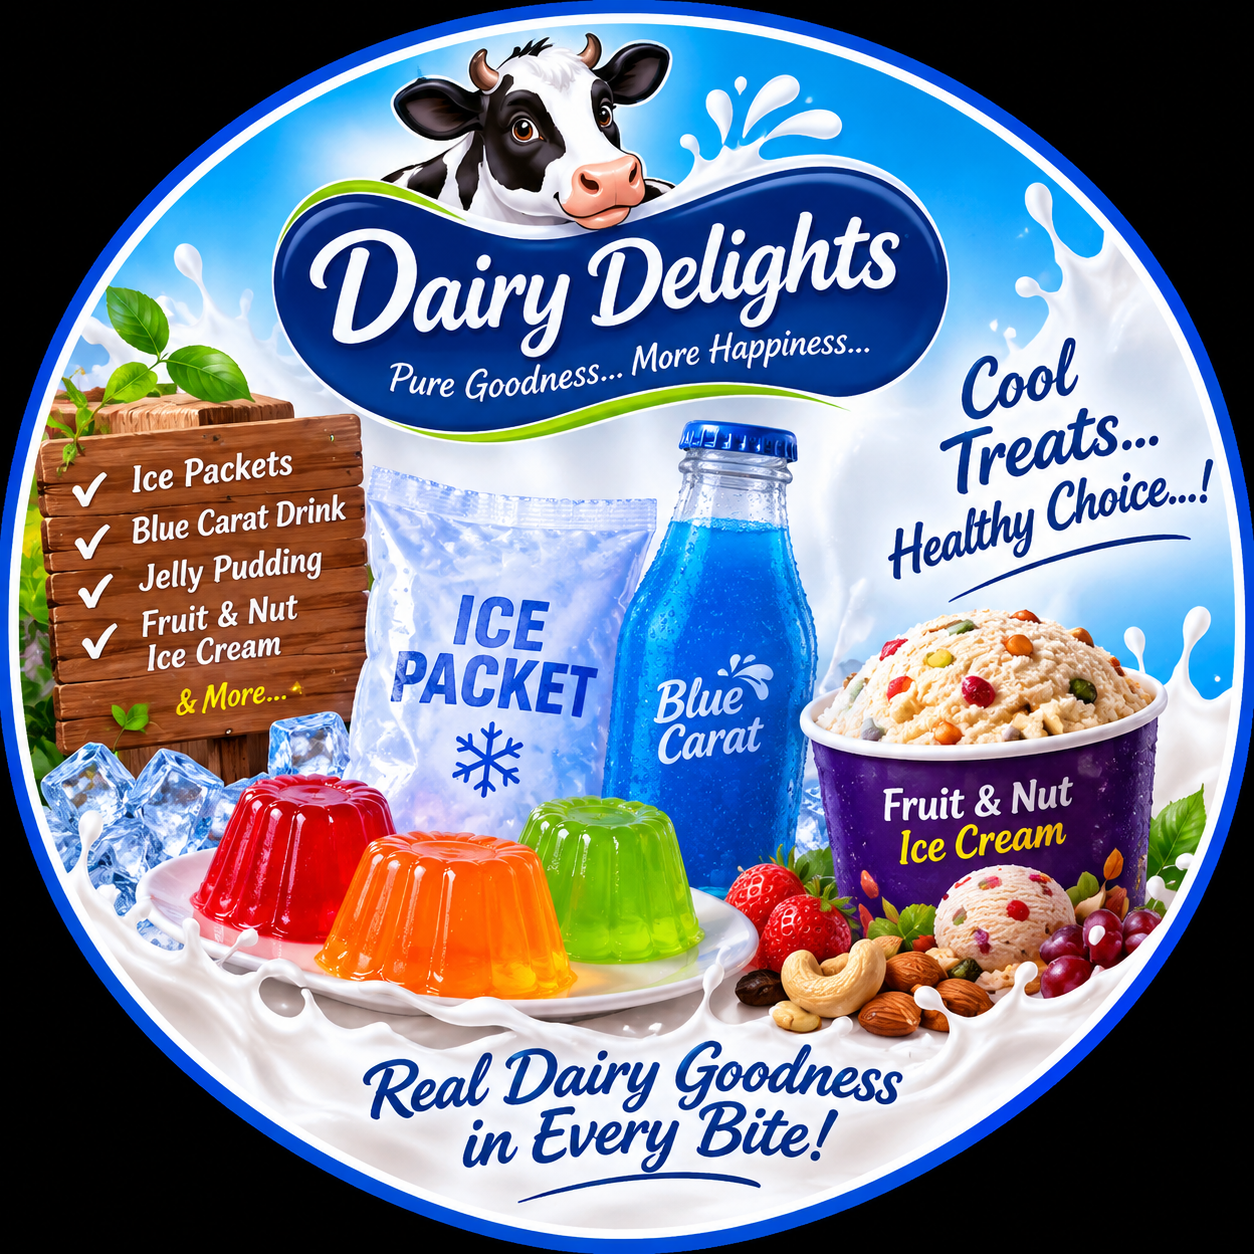 Dairy Delights
Pure Goodness... More Happiness...
Cool
Treats...
Healthy Choice...!
Ice Packets
Blue Carat Drink
Jelly Pudding
Fruit & Nut
Ice Cream
& More...
ICE
PACKET
Blue
Carat
Fruit & Nut
Ice Cream
Real Dairy Goodness
in Every Bite!